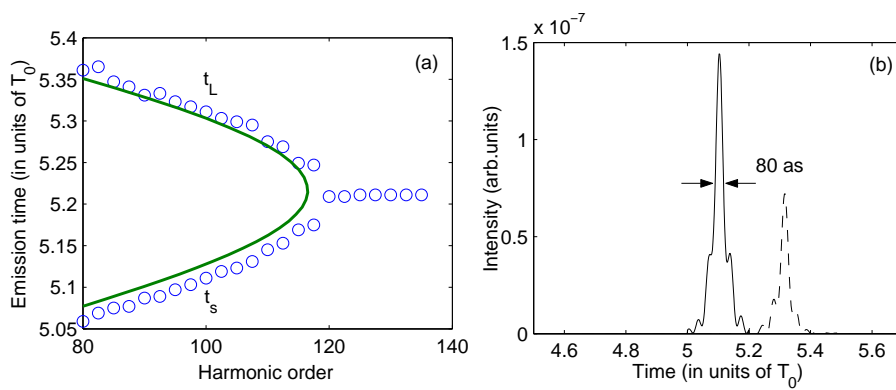 5.4
5.35
5.3
5.25
5.2
5.15
5.1
5.05
80
100
120
140
Harmonic order
Emission time (in units of T0)
(a)
tL
ts
x 10-7
1.5
1
0.5
0
4.6
4.8
5
5.2
5.4
5.6
Time (in units of T0)
Intensity (arb.units)
(b)
80 as